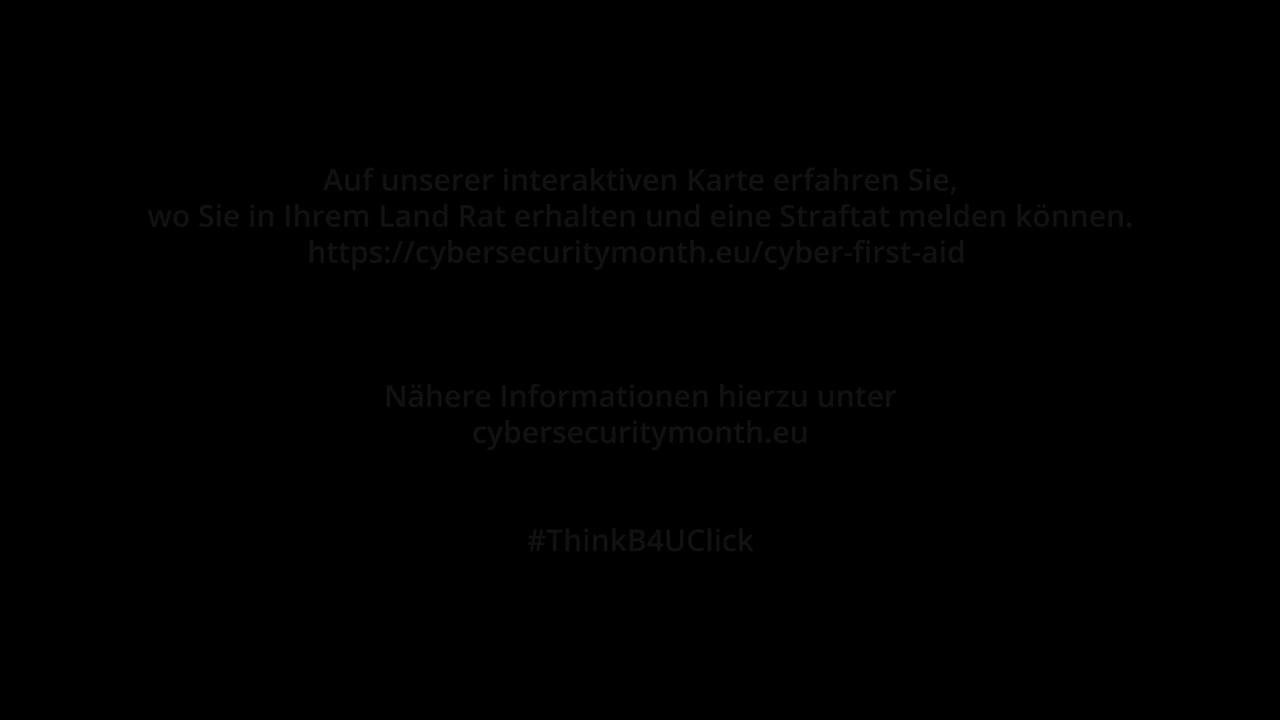 Auf unserer interaktiven Karte erfahren Sie,
wo Sie in Ihrem Land Rat erhalten und eine Straftat melden können.
https://cybersecuritymonth.eu/cyber-first-aid
Nähere Informationen hierzu unter
cybersecuritymonth.eu
#ThinkB4UClick